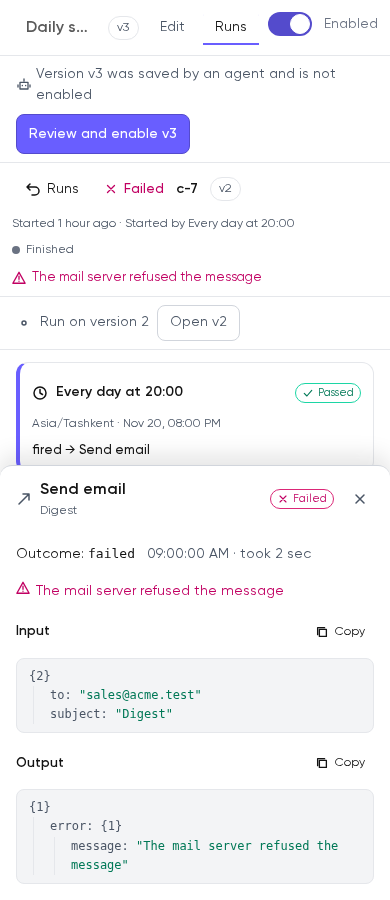 Daily s...
v3
Edit
Runs
Enabled
Version v3 was saved by an agent and is not
enabled
Review and enable v3
Runs
Failed
c-7
v2
Started 1 hour ago · Started by Every day at 20:00
Finished
The mail server refused the message
Run on version 2
Open v2
Every day at 20:00
Passed
Asia/Tashkent · Nov 20, 08:00 PM
fired → Send email
Send email
Digest
Failed
Outcome: failed 09:00:00 AM · took 2 sec
The mail server refused the message
Input
Copy
{2}
to: "sales@acme.test"
subject: "Digest"
Output
Copy
{1}
error: {1}
message: "The mail server refused the
message"